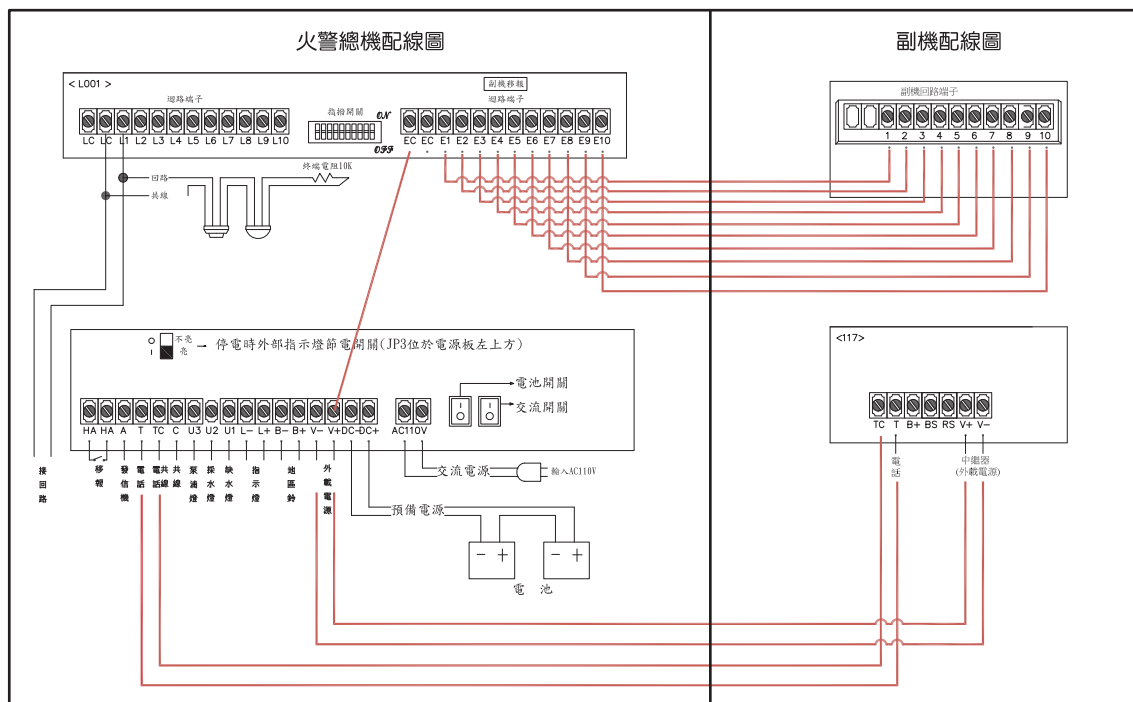 火警總機配線圖
副機配線圖
< L001 >
副機移報
迴路端子
迴路端子
指撥開關
ON
OFF
LC LC L1 L2 L3 L4 L5 L6 L7 L8 L9 L10
EC EC E1 E2 E3 E4 E5 E6 E7 E8 E9 E10
副機回路端子
1 2 3 4 5 6 7 8 9 10
終端電阻10K
回路
共線
不亮
亮
停電時外部指示燈節電開關(JP3位於電源板左上方)
電池開關
交流開關
HA HA A T TC C U3 U2 U1 L- L+ B- B+ V- V+ DC- DC+ AC110V
接回路
移報
發信機
電話
電話共線
共線
泵浦燈
採水燈
缺水燈
指示燈
地區鈴
外載電源
交流電源
輸入AC110V
預備電源
- + - +
電池
<117>
TC T B+ BS RS V+ V-
電話
中繼器
(外載電源)